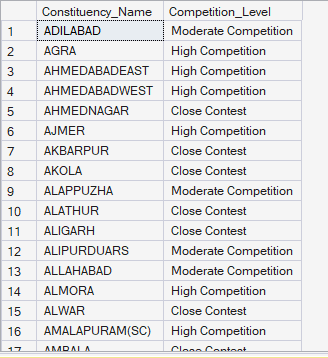 Constituency_Name Competition_Level
1 ADILABAD Moderate Competition
2 AGRA High Competition
3 AHMEDABADEAST High Competition
4 AHMEDABADWEST High Competition
5 AHMEDNAGAR Close Contest
6 AJMER High Competition
7 AKBARPUR Close Contest
8 AKOLA Close Contest
9 ALAPPUZHA Moderate Competition
10 ALATHUR Close Contest
11 ALIGARH Close Contest
12 ALIPURDUARS Moderate Competition
13 ALLAHABAD Moderate Competition
14 ALMORA High Competition
15 ALWAR Close Contest
16 AMALAPURAM(SC) High Competition
17 AMBALA Close Contest